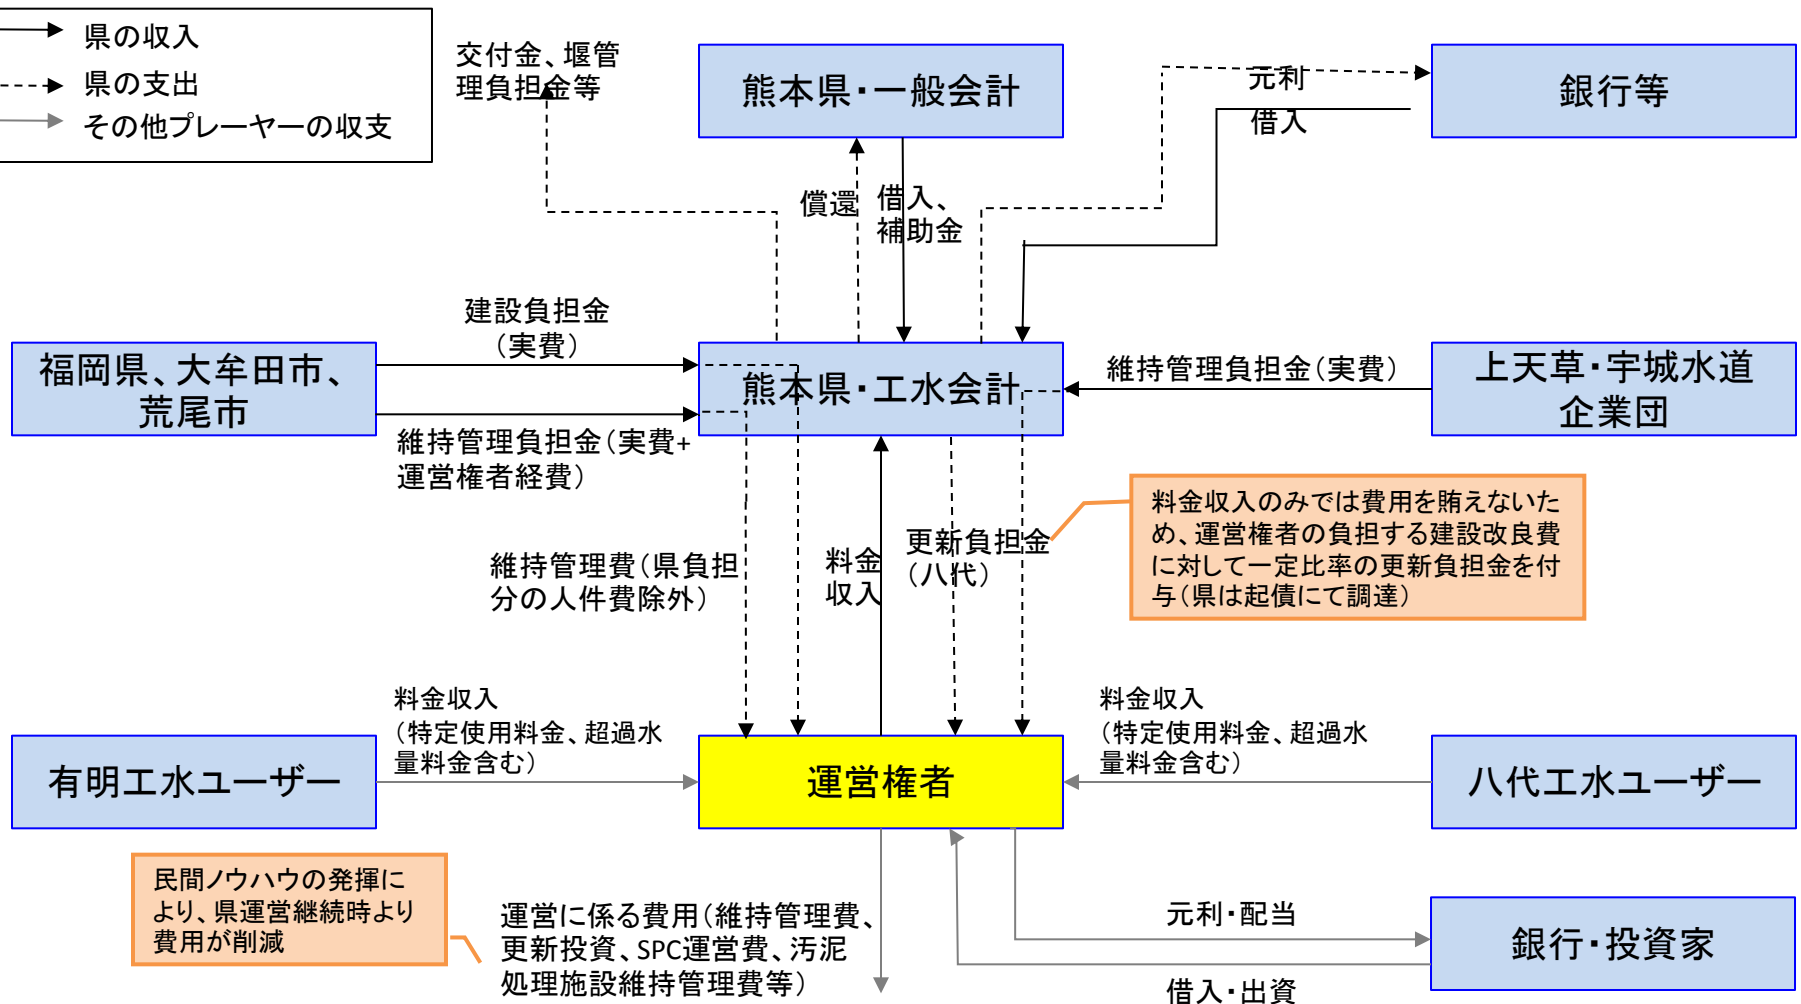 県の収入
県の支出
その他プレーヤーの収支
交付金、堰管
理負担金等
熊本県・一般会計
元利
借入
銀行等
償還
借入、
補助金
建設負担金
（実費）
福岡県、大牟田市、
荒尾市
熊本県・工水会計
維持管理負担金（実費）
上天草・宇城水道
企業団
維持管理負担金（実費+
運営権者経費）
料金収入のみでは費用を賄えないた
め、運営権者の負担する建設改良費
に対して一定比率の更新負担金を付
与（県は起債にて調達）
維持管理費（県負担
分の人件費除外）
料金
収入
更新負担金
（八代）
料金収入
（特定使用料金、超過水
量料金含む）
料金収入
（特定使用料金、超過水
量料金含む）
有明工水ユーザー
運営権者
八代工水ユーザー
民間ノウハウの発揮に
より、県運営継続時より
費用が削減
運営に係る費用（維持管理費、
更新投資、SPC運営費、汚泥
処理施設維持管理費等）
元利・配当
銀行・投資家
借入・出資